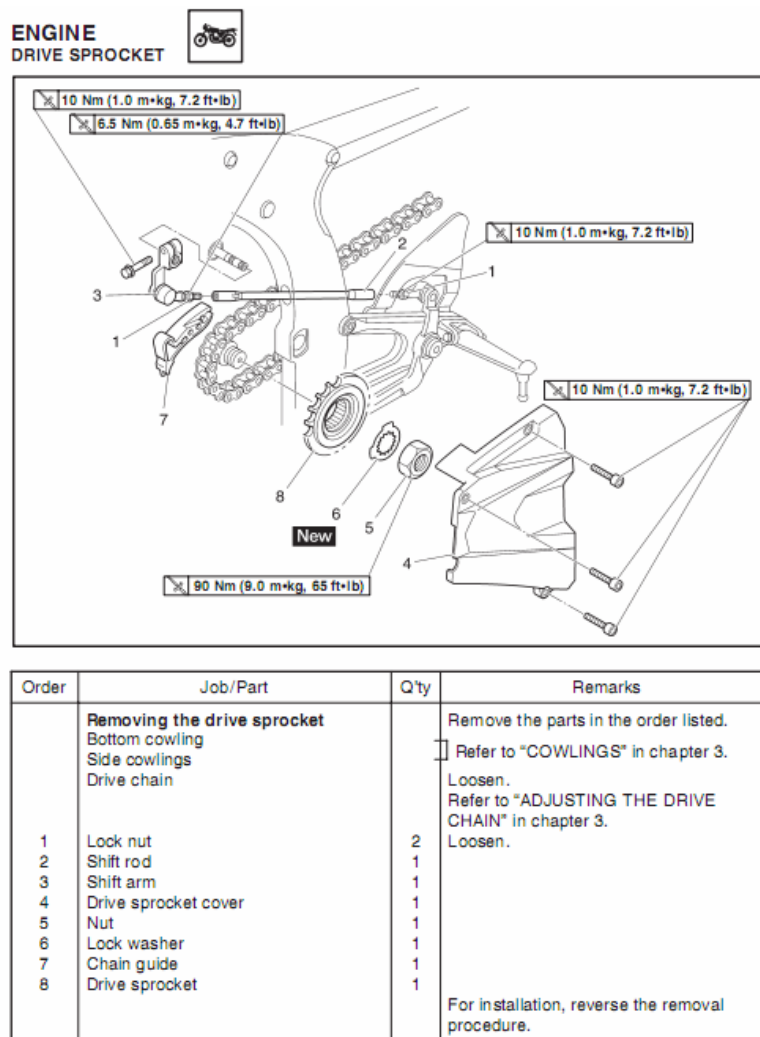 ENGINE
DRIVE SPROCKET
10 Nm (1.0 m•kg, 7.2 ft•lb)
6.5 Nm (0.65 m•kg, 4.7 ft•lb)
2
10 Nm (1.0 m•kg, 7.2 ft•lb)
1
3
1
7
10 Nm (1.0 m•kg, 7.2 ft•lb)
8
6
5
New
4
90 Nm (9.0 m•kg, 65 ft•lb)
Order Job/Part Q'ty Remarks
Removing the drive sprocket Remove the parts in the order listed.
Bottom cowling
Side cowlings Refer to “COWLINGS” in chapter 3.
Drive chain Loosen.
Refer to “ADJUSTING THE DRIVE
CHAIN” in chapter 3.
1 Lock nut 2 Loosen.
2 Shift rod 1
3 Shift arm 1
4 Drive sprocket cover 1
5 Nut 1
6 Lock washer 1
7 Chain guide 1
8 Drive sprocket 1
For installation, reverse the removal
procedure.